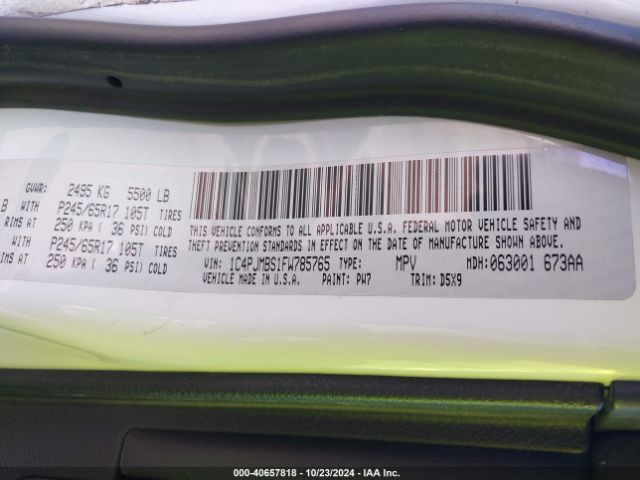 GVWR: 2495 KG 5500 LB
B WITH P245/65R17 105T TIRES
RIMS AT 250 KPA ( 36 PSI) COLD
WITH P245/65R17 105T TIRES
RIMS AT 250 KPA ( 36 PSI) COLD
THIS VEHICLE CONFORMS TO ALL APPLICABLE U.S.A. FEDERAL MOTOR VEHICLE SAFETY AND
THEFT PREVENTION STANDARDS IN EFFECT ON THE DATE OF MANUFACTURE SHOWN ABOVE.
VIN: 1C4PJMBS1FW785765 TYPE: MPV MDH:063001 673AA
VEHICLE MADE IN U.S.A. PAINT: PW7 TRIM: D5X9
000-40657818 - 10/23/2024 - IAA Inc.